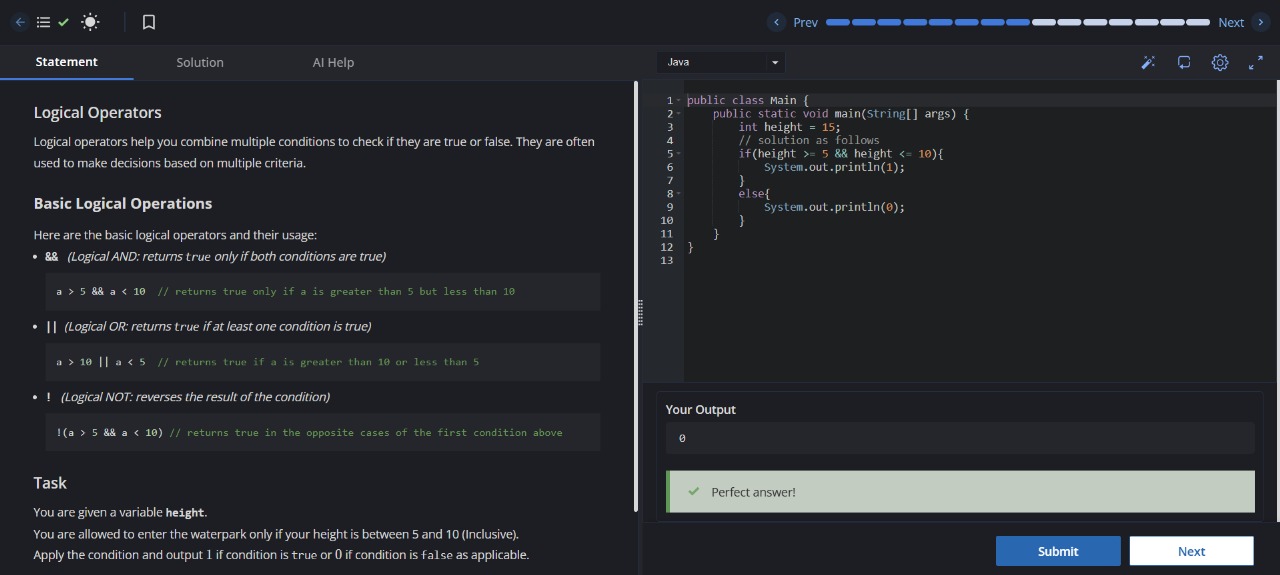 Prev
Next
Statement
Solution
AI Help
Java
Logical Operators
Logical operators help you combine multiple conditions to check if they are true or false. They are often
used to make decisions based on multiple criteria.
Basic Logical Operations
Here are the basic logical operators and their usage:
• && (Logical AND: returns true only if both conditions are true)
a > 5 && a < 10 // returns true only if a is greater than 5 but less than 10
• || (Logical OR: returns true if at least one condition is true)
a > 10 || a < 5 // returns true if a is greater than 10 or less than 5
• ! (Logical NOT: reverses the result of the condition)
!(a > 5 && a < 10) // returns true in the opposite cases of the first condition above
Task
You are given a variable height.
You are allowed to enter the waterpark only if your height is between 5 and 10 (Inclusive).
Apply the condition and output 1 if condition is true or 0 if condition is false as applicable.
1 public class Main {
2 public static void main(String[] args) {
3 int height = 15;
4 // solution as follows
5 if(height >= 5 && height <= 10){
6 System.out.println(1);
7 }
8 else{
9 System.out.println(0);
10 }
11 }
12 }
13
Your Output
0
Perfect answer!
Submit
Next